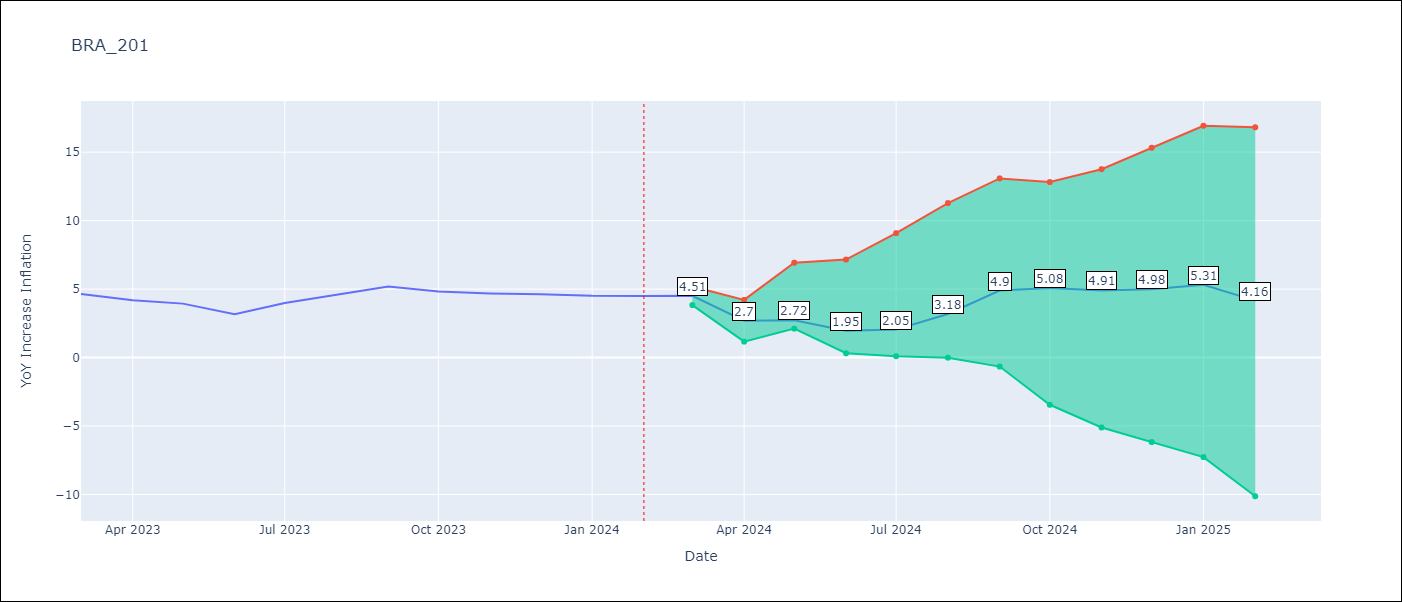 BRA_201
YoY Increase Inflation
15
10
5
0
−5
−10
4.51
2.7
2.72
1.95
2.05
3.18
4.9
5.08
4.91
4.98
5.31
4.16
Apr 2023
Jul 2023
Oct 2023
Jan 2024
Apr 2024
Jul 2024
Oct 2024
Jan 2025
Date